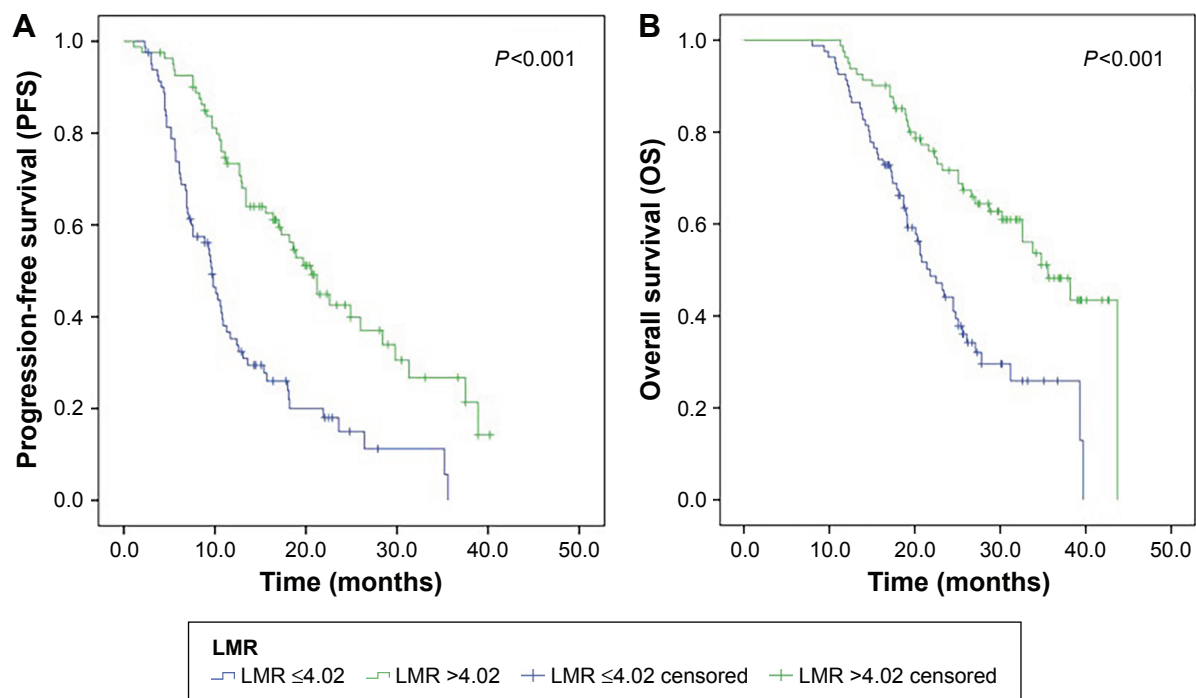 A
P<0.001
Progression-free survival (PFS)
1.0
0.8
0.6
0.4
0.2
0.0
0.0 10.0 20.0 30.0 40.0 50.0
Time (months)
B
P<0.001
Overall survival (OS)
1.0
0.8
0.6
0.4
0.2
0.0
0.0 10.0 20.0 30.0 40.0 50.0
Time (months)
LMR
LMR ≤4.02 LMR >4.02 LMR ≤4.02 censored LMR >4.02 censored